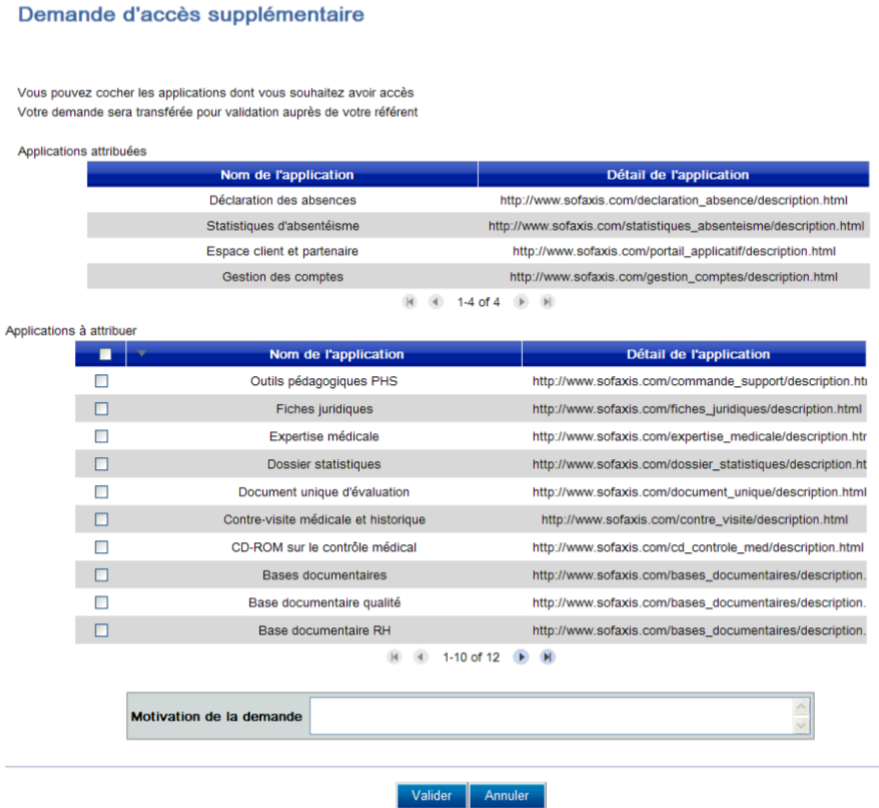 Demande d'accès supplémentaire
Vous pouvez cocher les applications dont vous souhaitez avoir accès
Votre demande sera transférée pour validation auprès de votre référent
Applications attribuées
Nom de l'application Détail de l'application
Déclaration des absences http://www.sofaxis.com/declaration_absence/description.html
Statistiques d'absentéisme http://www.sofaxis.com/statistiques_absenteisme/description.html
Espace client et partenaire http://www.sofaxis.com/portail_applicatif/description.html
Gestion des comptes http://www.sofaxis.com/gestion_comptes/description.html
1-4 of 4
Applications à attribuer
Nom de l'application Détail de l'application
Outils pédagogiques PHS http://www.sofaxis.com/commande_support/description.htm
Fiches juridiques http://www.sofaxis.com/fiches_juridiques/description.html
Expertise médicale http://www.sofaxis.com/expertise_medicale/description.htm
Dossier statistiques http://www.sofaxis.com/dossier_statistiques/description.ht
Document unique d'évaluation http://www.sofaxis.com/document_unique/description.html
Contre-visite médicale et historique http://www.sofaxis.com/contre_visite/description.html
CD-ROM sur le contrôle médical http://www.sofaxis.com/cd_controle_med/description.html
Bases documentaires http://www.sofaxis.com/bases_documentaires/description.
Base documentaire qualité http://www.sofaxis.com/bases_documentaires/description.
Base documentaire RH http://www.sofaxis.com/bases_documentaires/description.
1-10 of 12
Motivation de la demande
Valider Annuler